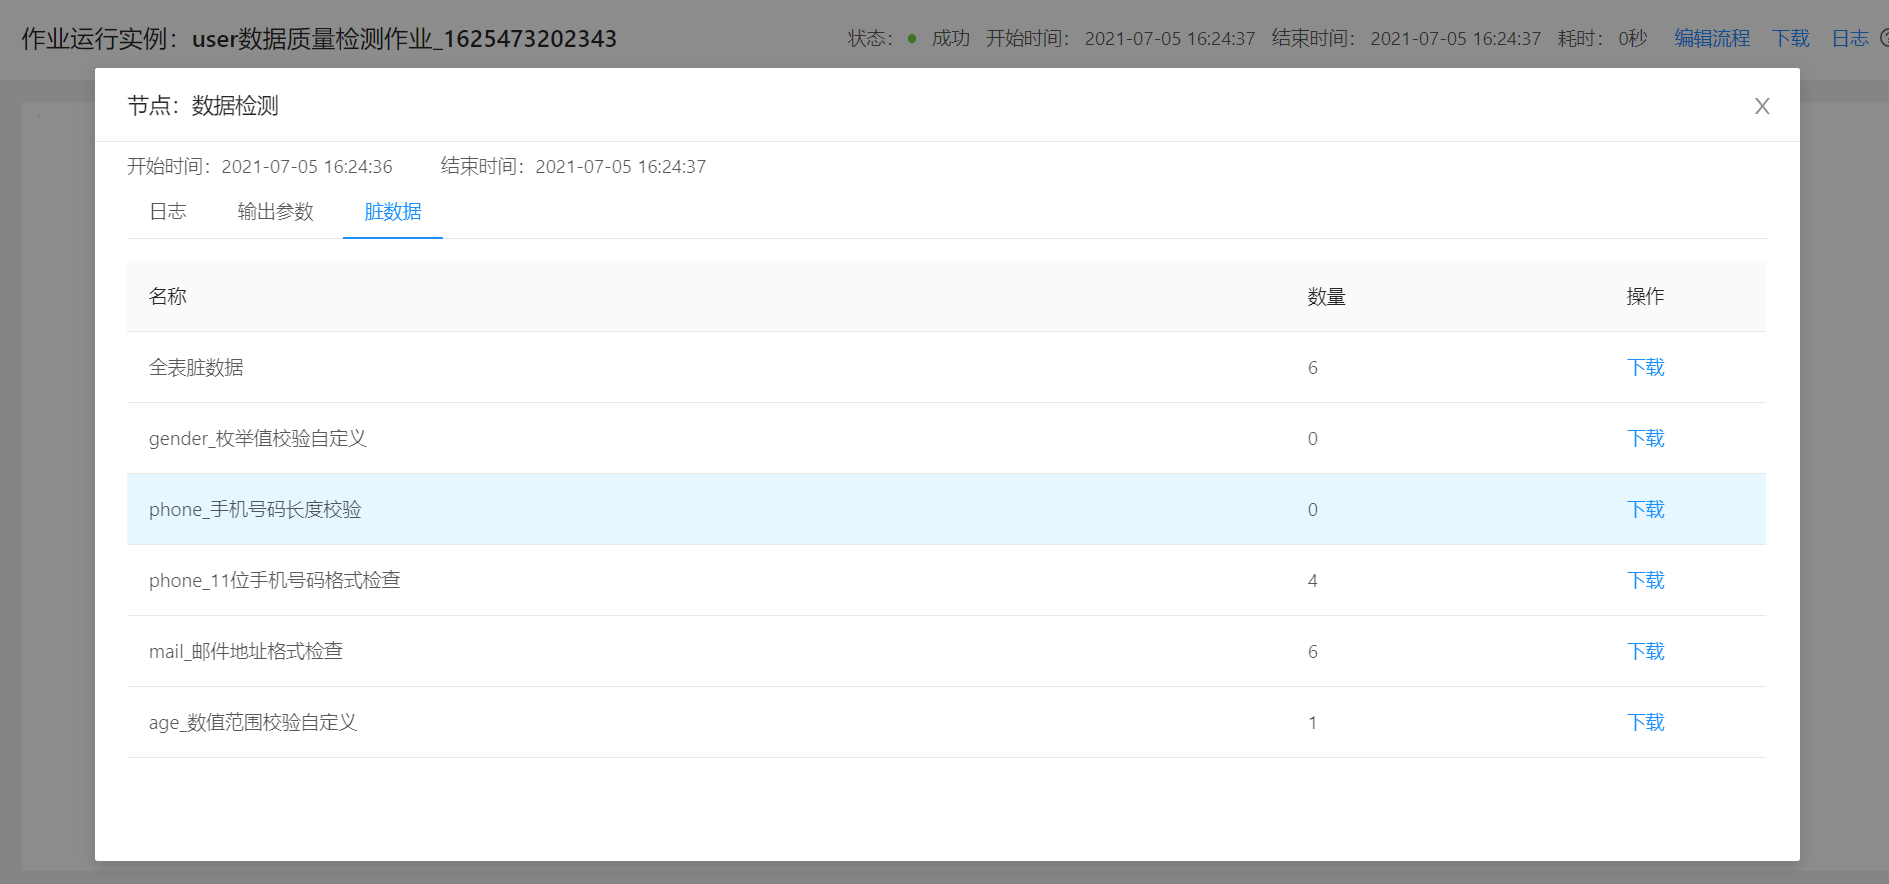 作业运行实例：user数据质量检测作业_1625473202343 状态： 成功 开始时间： 2021-07-05 16:24:37 结束时间： 2021-07-05 16:24:37 耗时： 0秒 编辑流程 下载 日志
节点：数据检测 X
开始时间：2021-07-05 16:24:36 结束时间：2021-07-05 16:24:37
日志 输出参数 脏数据
名称 数量 操作
全表脏数据 6 下载
gender_枚举值校验自定义 0 下载
phone_手机号码长度校验 0 下载
phone_11位手机号码格式检查 4 下载
mail_邮件地址格式检查 6 下载
age_数值范围校验自定义 1 下载